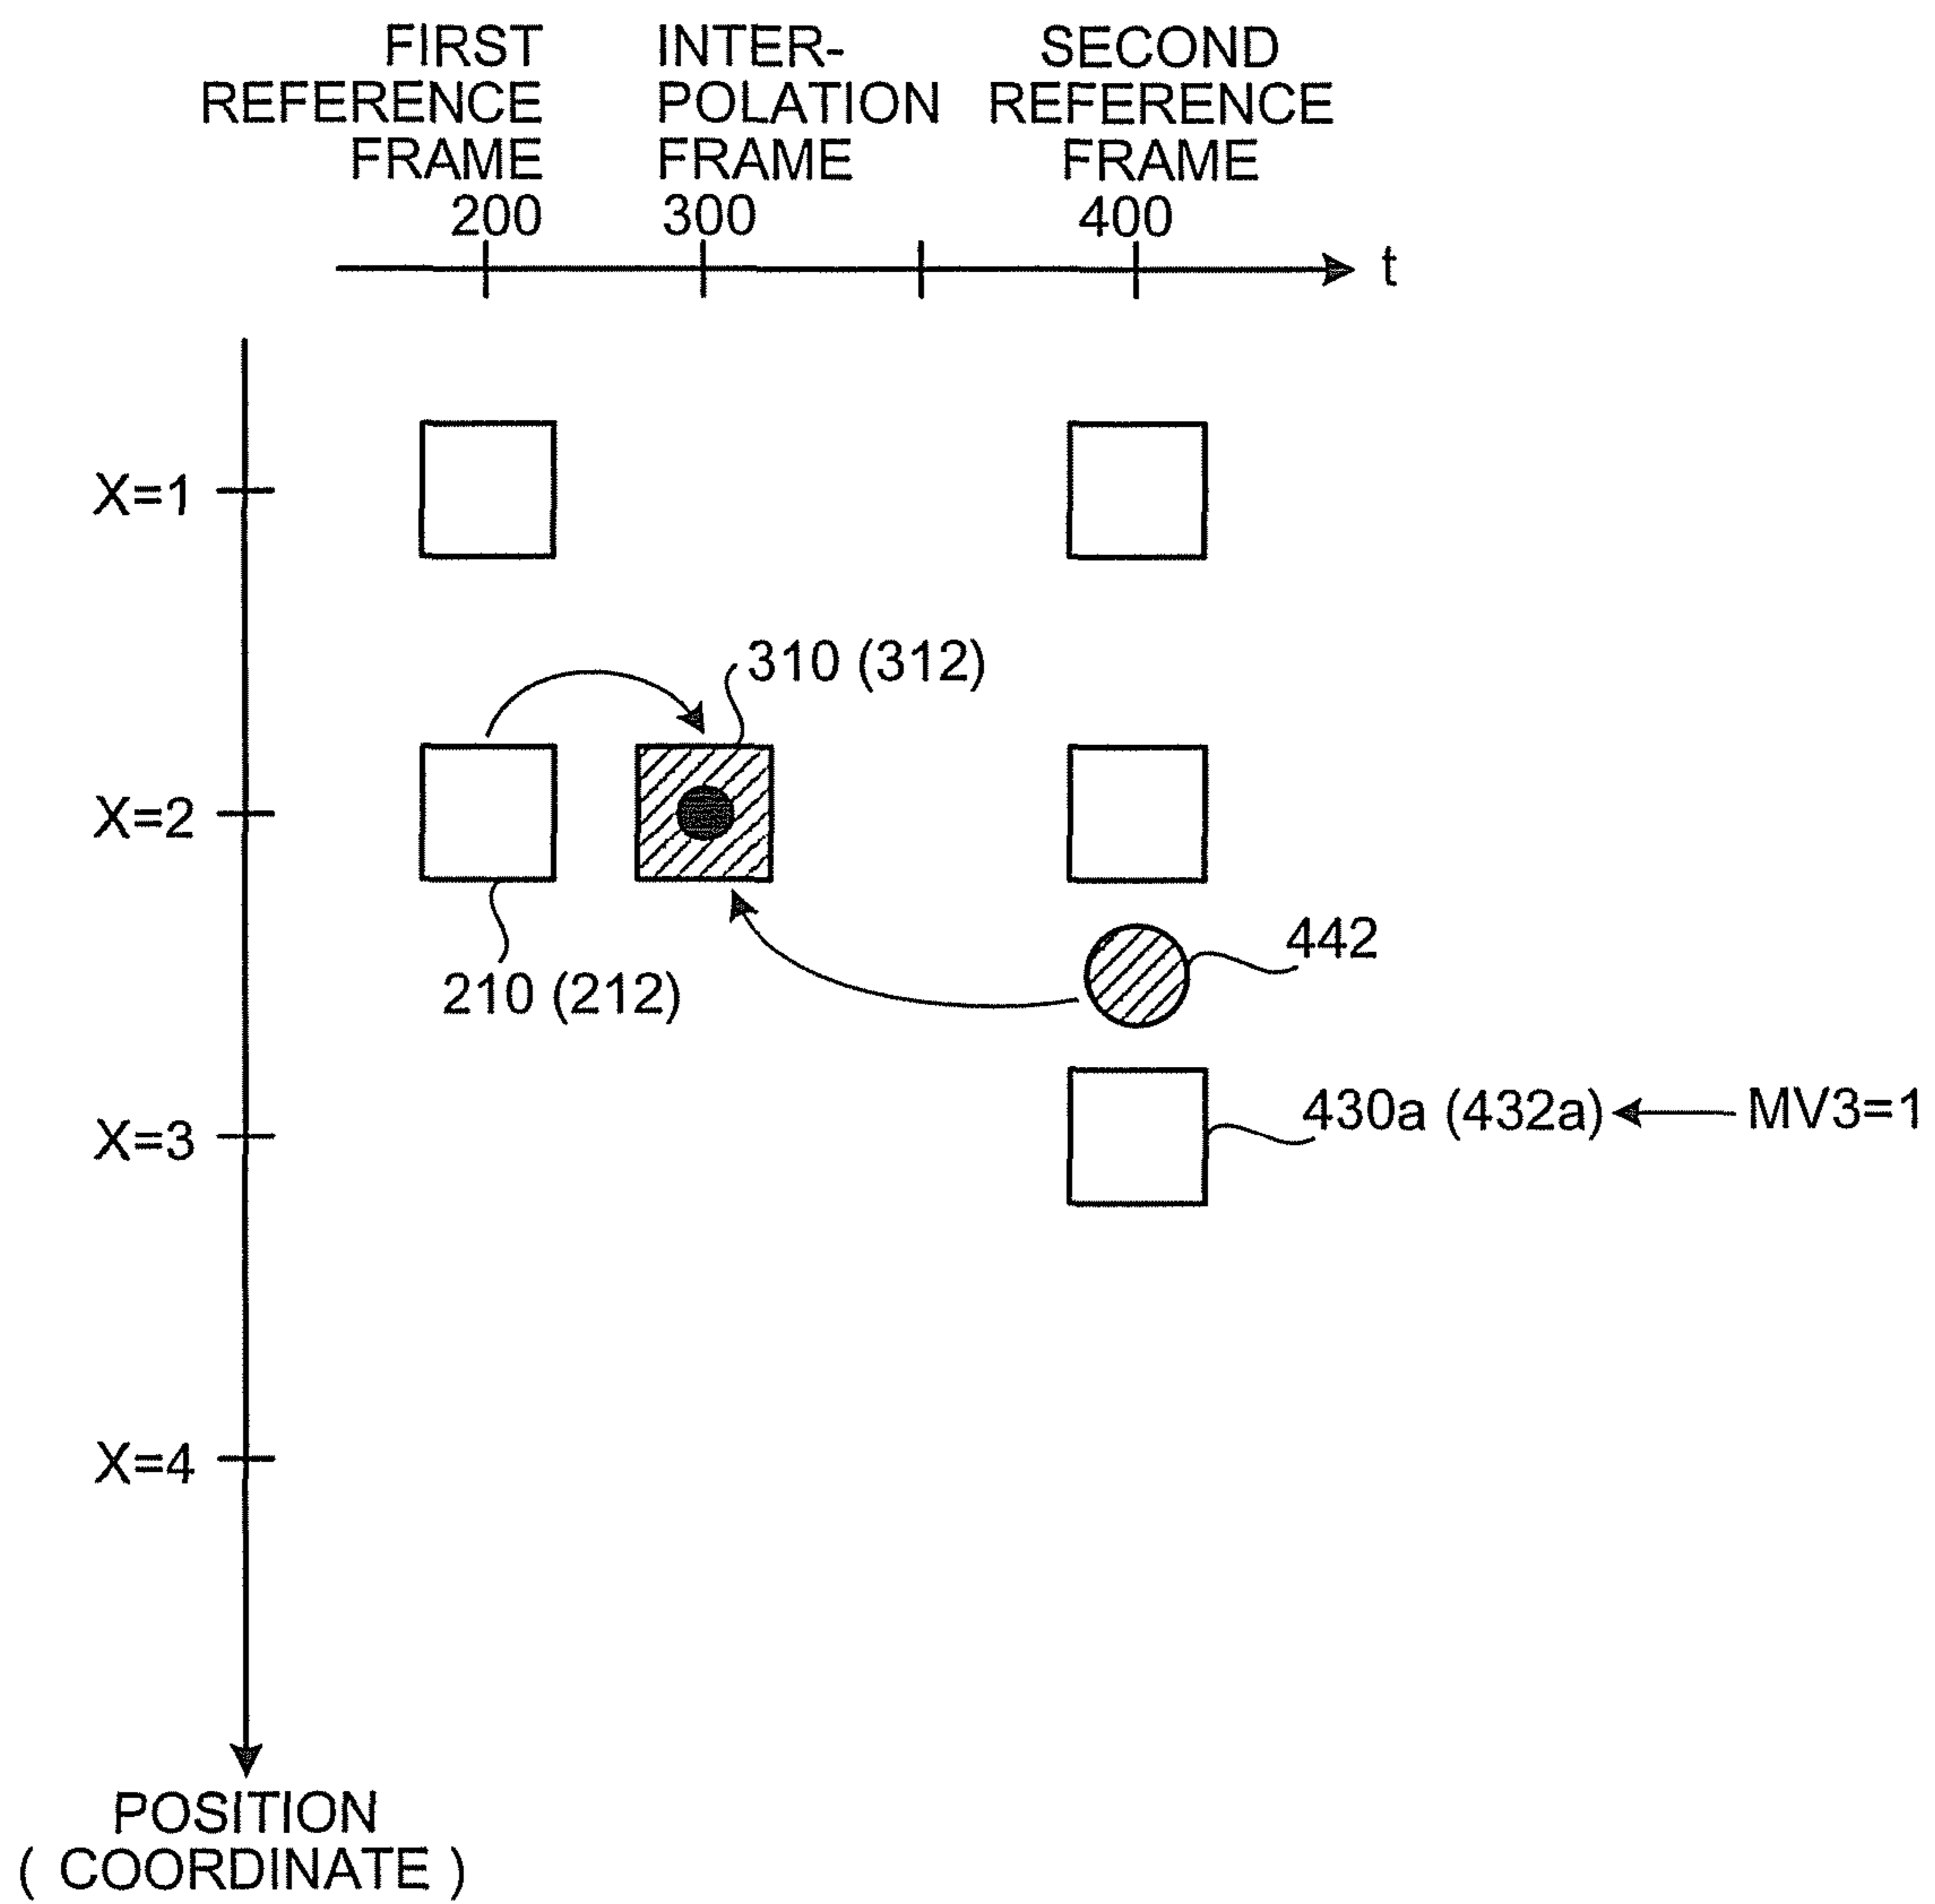 FIRST
REFERENCE
FRAME
200
INTER-
POLATION
FRAME
300
SECOND
REFERENCE
FRAME
400
t
X=1
310 (312)
X=2
442
210 (212)
430a (432a)
MV3=1
X=3
X=4
POSITION
( COORDINATE )